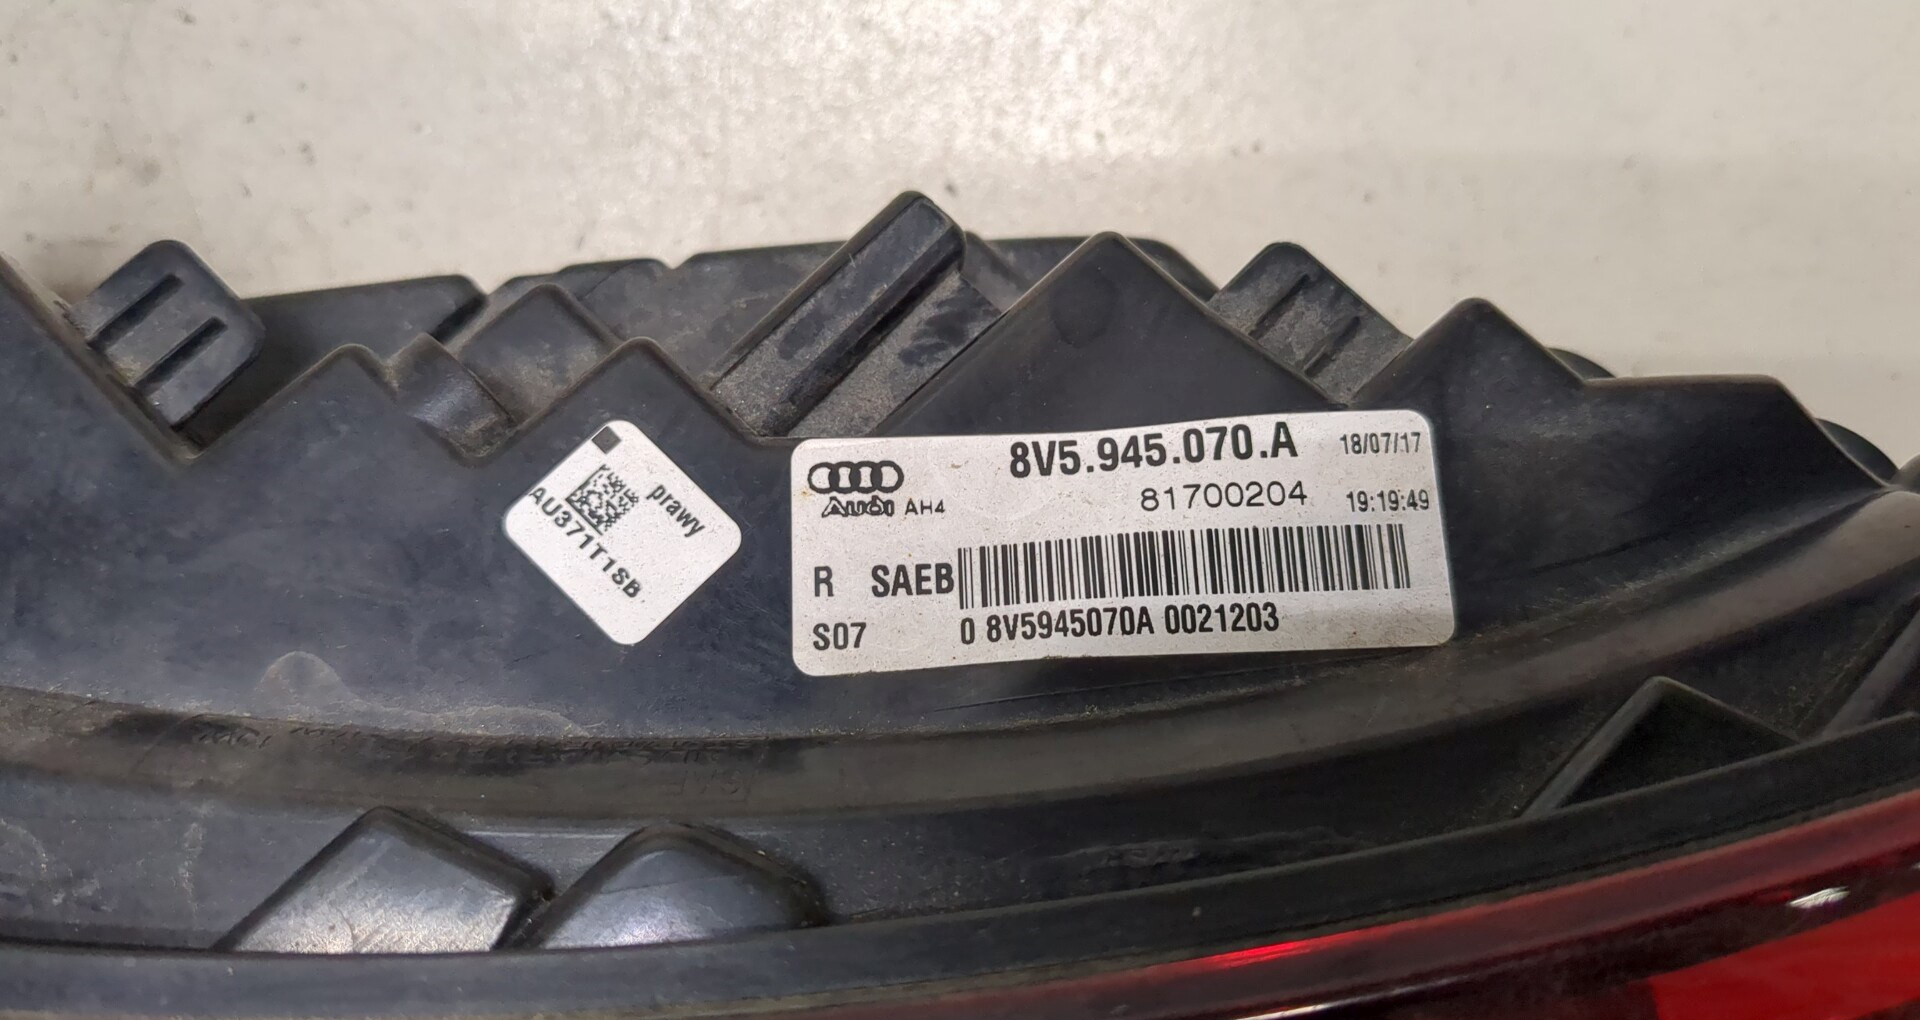 prawy
AU371T1SB
8V5.945.070.A 18/07/17
Audi AH4 81700204 19:19:49
R SAEB
S07 0 8V5945070A 0021203